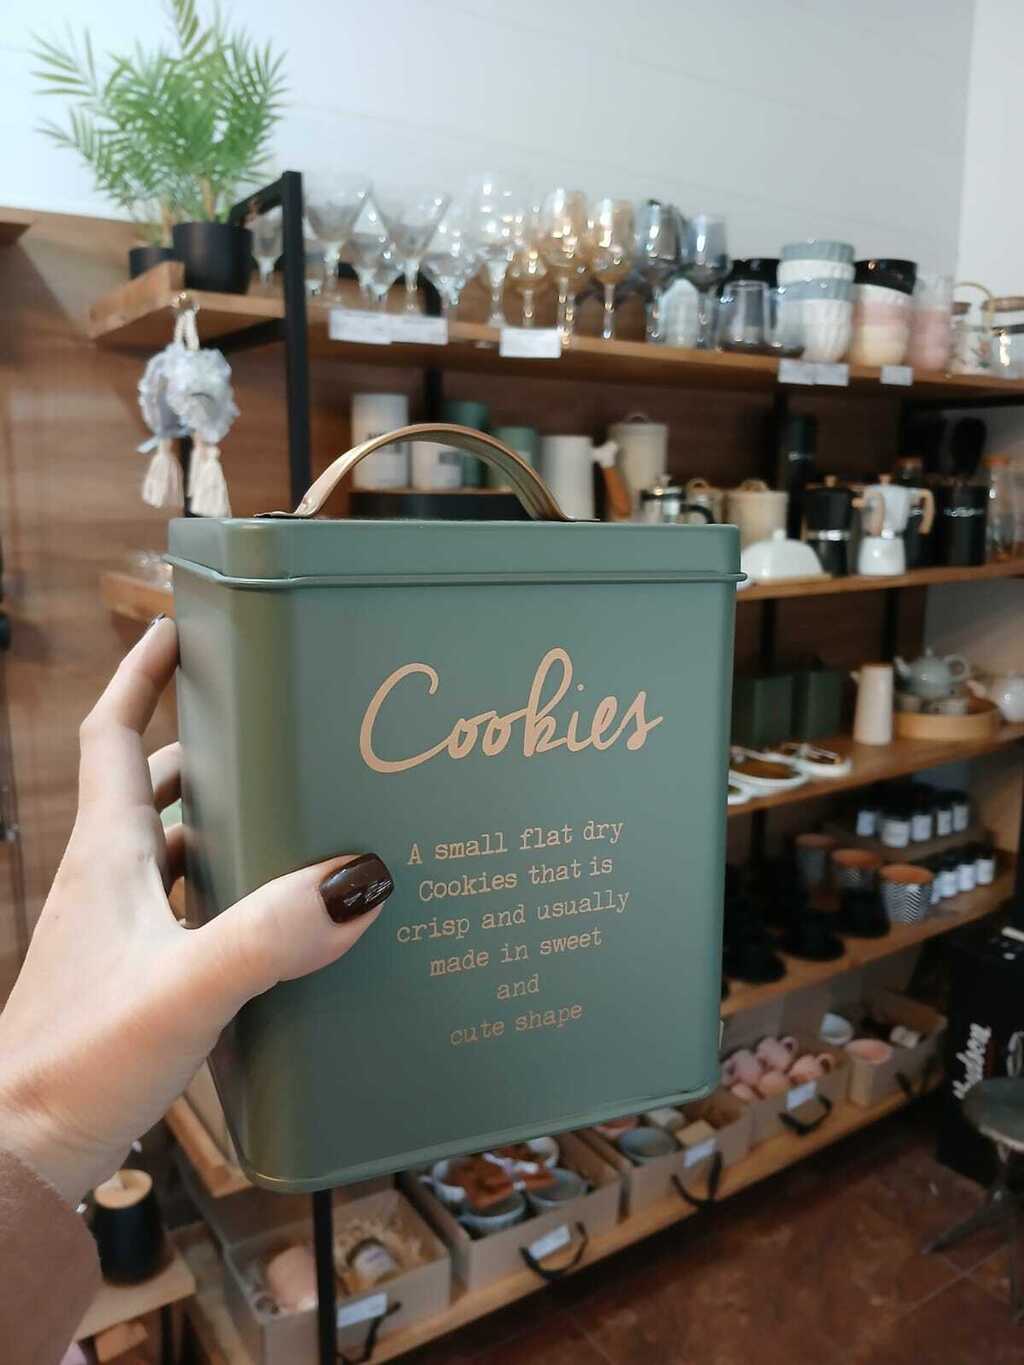 Cookies
A small flat dry
Cookies that is
crisp and usually
made in sweet
and
cute shape